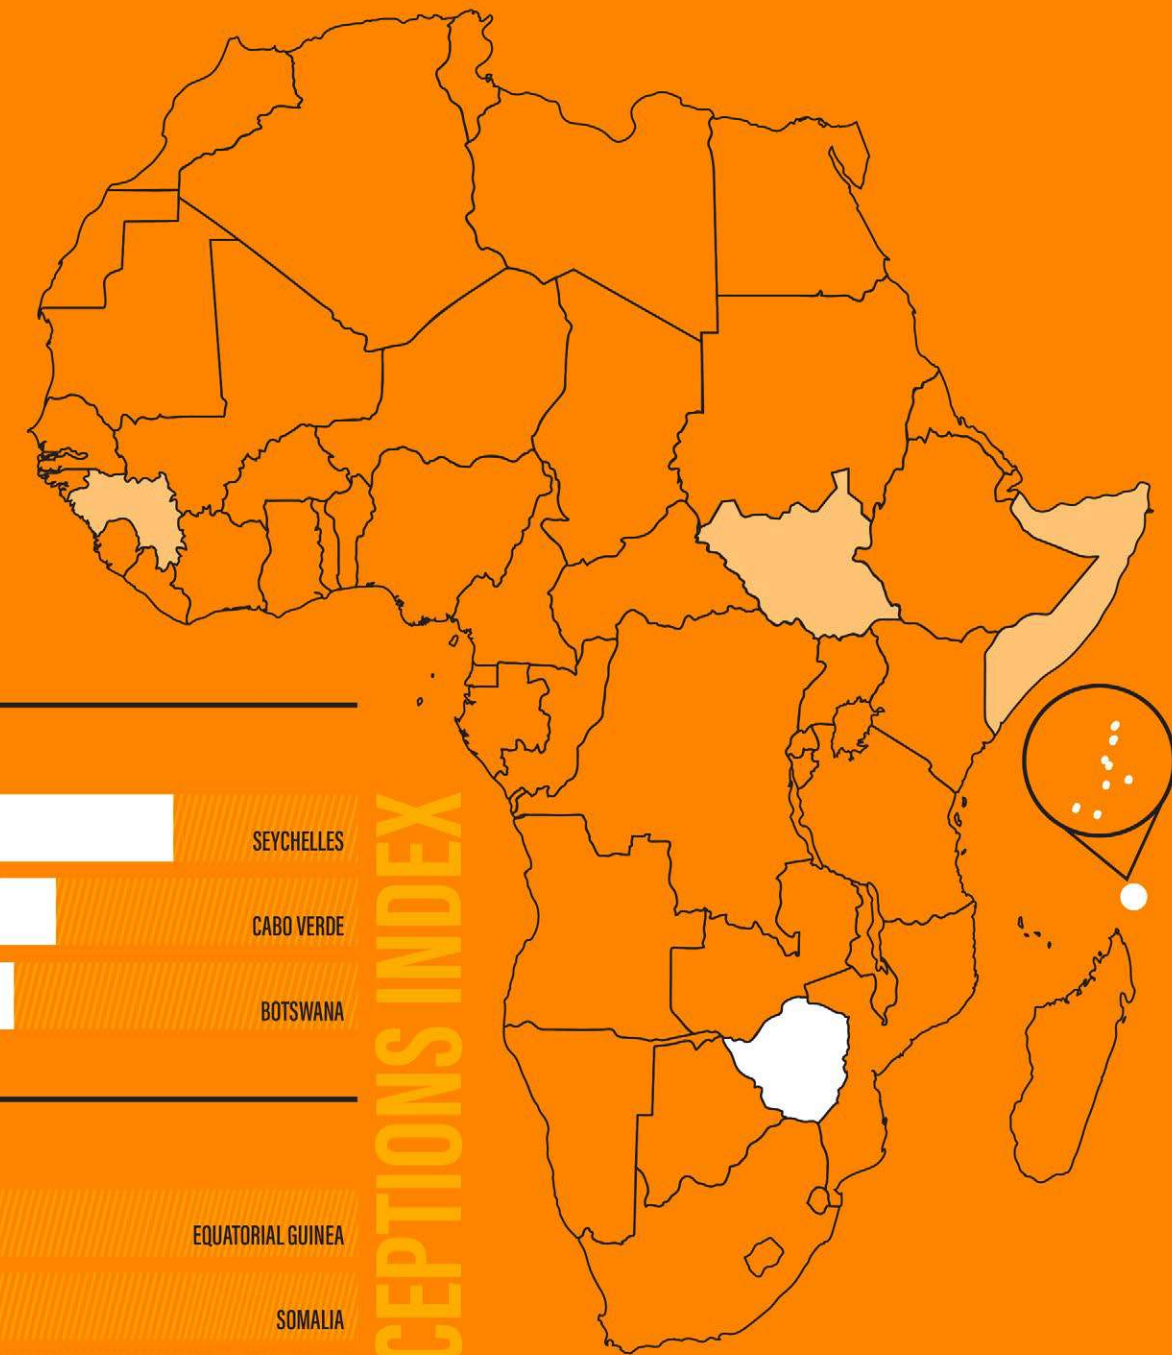 SEYCHELLES
CABO VERDE
BOTSWANA
EQUATORIAL GUINEA
SOMALIA
CEPTIONS INDEX